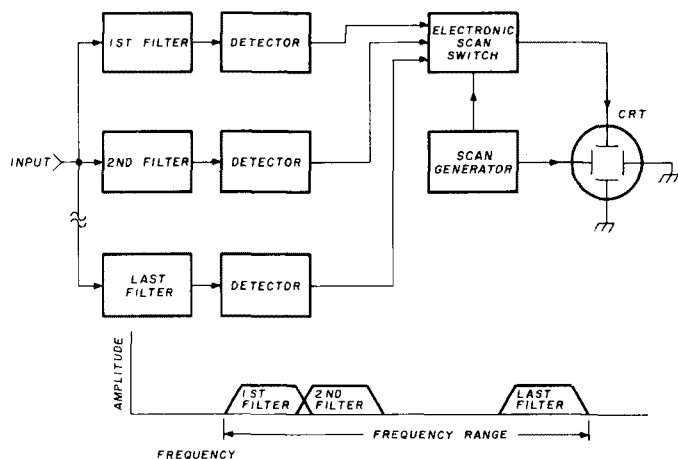 1ST FILTER
DETECTOR
ELECTRONIC
SCAN
SWITCH
CRT
INPUT
2ND FILTER
DETECTOR
SCAN
GENERATOR
LAST
FILTER
DETECTOR
AMPLITUDE
1ST
FILTER
2ND
FILTER
LAST
FILTER
FREQUENCY RANGE
FREQUENCY